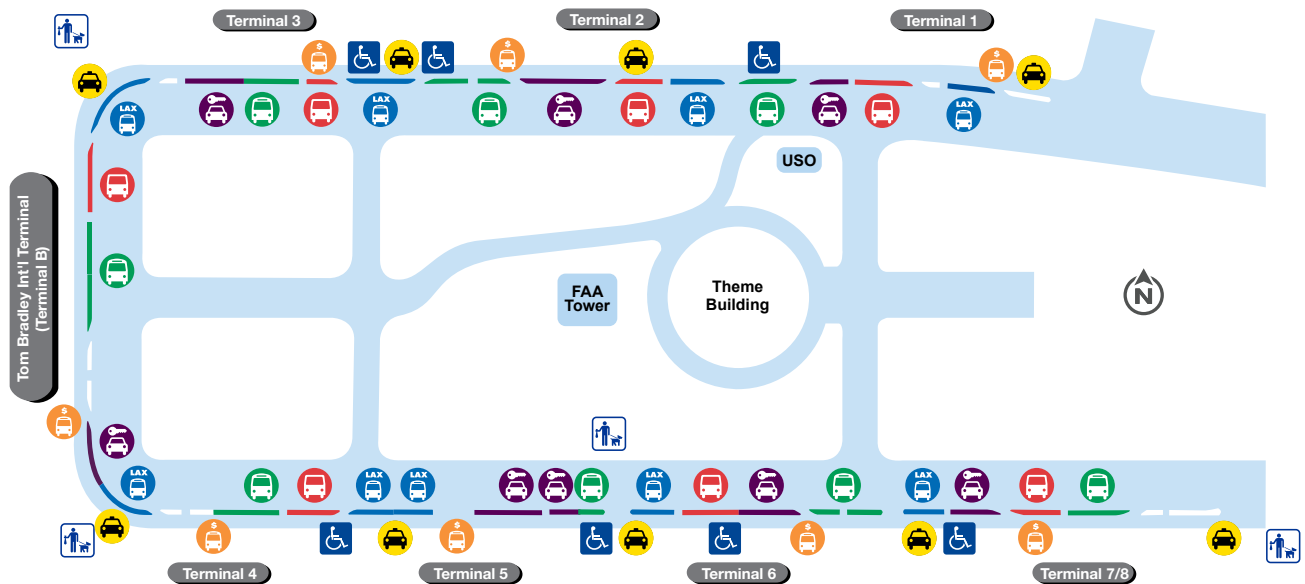 Terminal 3
Terminal 2
Terminal 1
$
$
$
LAX
LAX
LAX
LAX
USO
Tom Bradley Int'l Terminal
(Terminal B)
FAA
Tower
Theme
Building
N
$
LAX
LAX
LAX
LAX
LAX
$
$
$
$
Terminal 4
Terminal 5
Terminal 6
Terminal 7/8